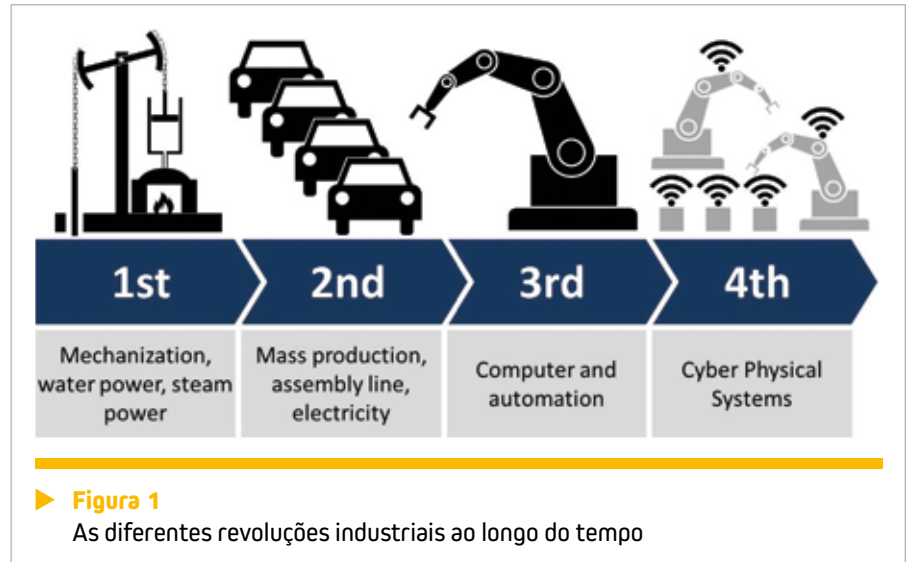 1st
2nd
3rd
4th
Mechanization,
water power, steam
power
Mass production,
assembly line,
electricity
Computer and
automation
Cyber Physical
Systems
Figura 1
As diferentes revoluções industriais ao longo do tempo